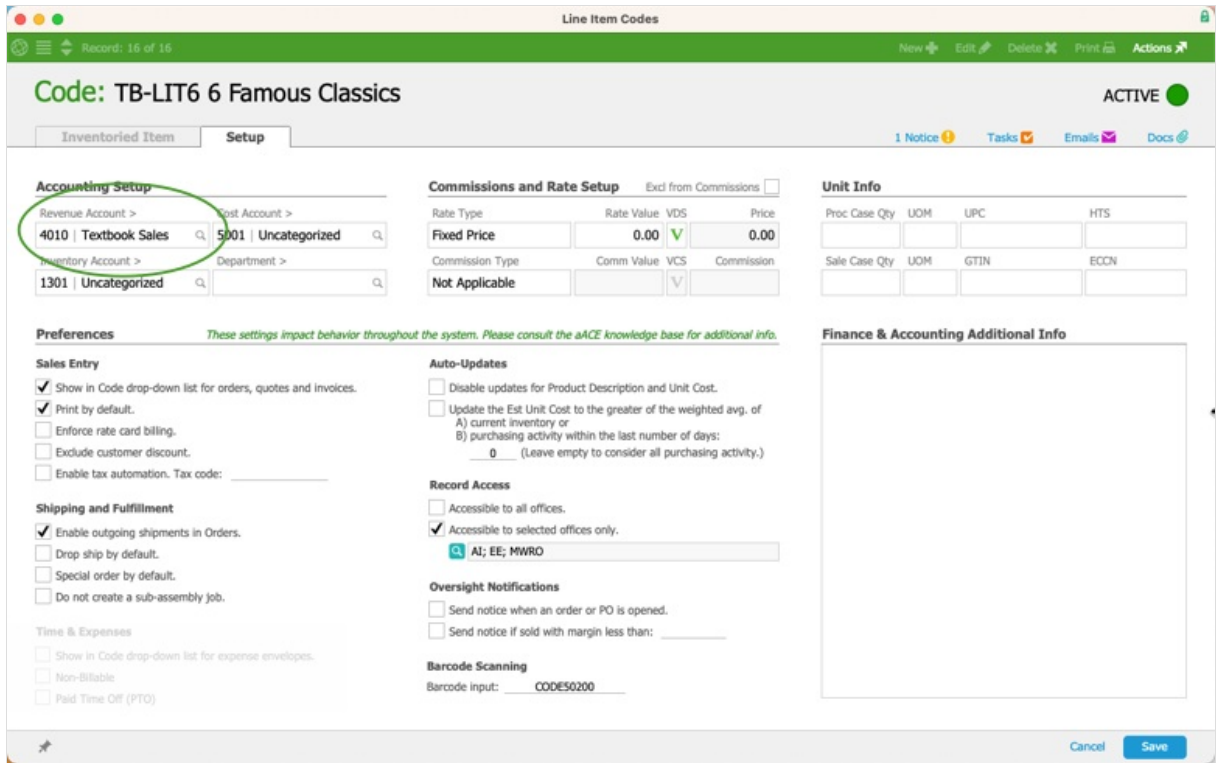 Line Item Codes
Record: 16 of 16
New Edit Delete Print Actions
Code: TB-LIT6 6 Famous Classics
ACTIVE
Inventoried Item Setup
1 Notice Tasks Emails Docs
Accounting Setup
Revenue Account > Cost Account >
4010 | Textbook Sales 5001 | Uncategorized
Inventory Account > Department >
1301 | Uncategorized
Commissions and Rate Setup Excl from Commissions
Rate Type Rate Value VDS Price
Fixed Price 0.00 V 0.00
Commission Type Comm Value VCS Commission
Not Applicable V
Unit Info
Proc Case Qty UOM UPC HTS
Sale Case Qty UOM GTIN ECCN
Preferences These settings impact behavior throughout the system. Please consult the aACE knowledge base for additional info.
Sales Entry
Show in Code drop-down list for orders, quotes and invoices.
Print by default.
Enforce rate card billing.
Exclude customer discount.
Enable tax automation. Tax code:
Shipping and Fulfillment
Enable outgoing shipments in Orders.
Drop ship by default.
Special order by default.
Do not create a sub-assembly job.
Time & Expenses
Show in Code drop-down list for expense envelopes.
Non-Billable
Paid Time Off (PTO)
Auto-Updates
Disable updates for Product Description and Unit Cost.
Update the Est Unit Cost to the greater of the weighted avg. of
A) current inventory or
B) purchasing activity within the last number of days:
0 (Leave empty to consider all purchasing activity.)
Record Access
Accessible to all offices.
Accessible to selected offices only.
AI; EE; MWRO
Oversight Notifications
Send notice when an order or PO is opened.
Send notice if sold with margin less than:
Barcode Scanning
Barcode input: CODE50200
Finance & Accounting Additional Info
Cancel Save